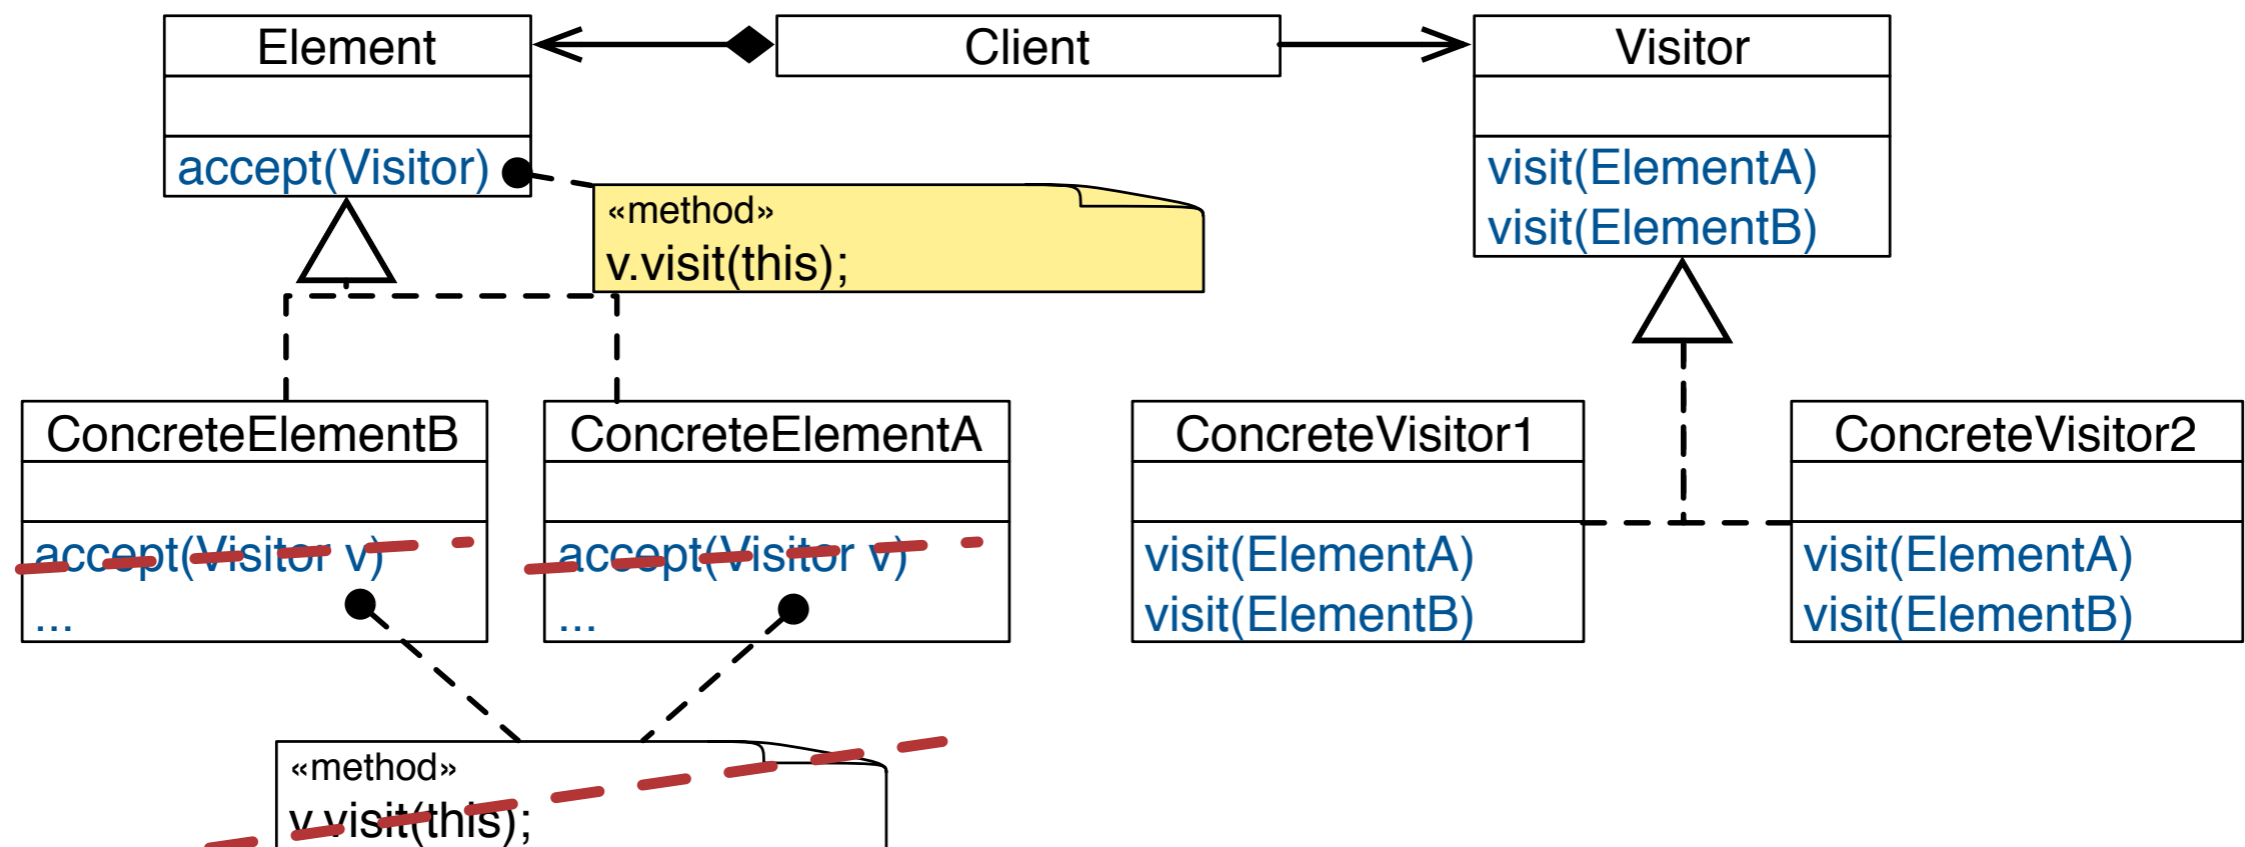 Element
accept(Visitor)
Client
Visitor
visit(ElementA)
visit(ElementB)
«method»
v.visit(this);
ConcreteElementB
accept(Visitor v)
...
ConcreteElementA
accept(Visitor v)
...
ConcreteVisitor1
visit(ElementA)
visit(ElementB)
ConcreteVisitor2
visit(ElementA)
visit(ElementB)
«method»
v.visit(this);